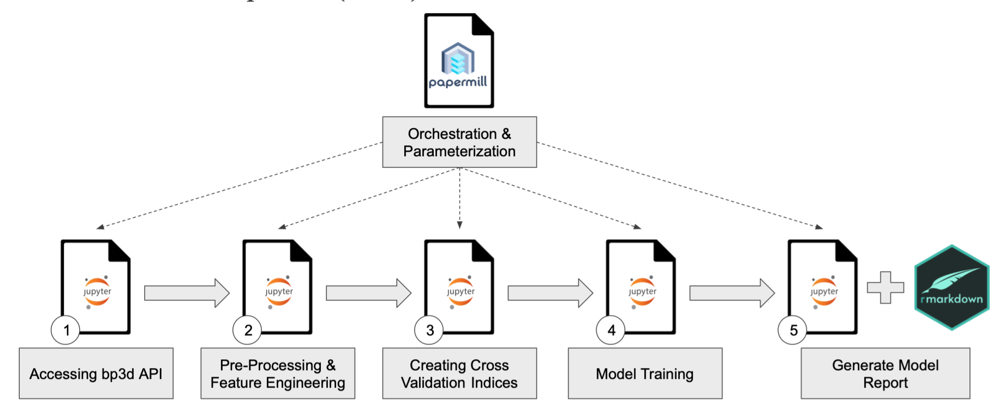 papermill
Orchestration &
Parameterization
jupyter
jupyter
jupyter
jupyter
jupyter
rmarkdown
1
2
3
4
5
Accessing bp3d API
Pre-Processing &
Feature Engineering
Creating Cross
Validation Indices
Model Training
Generate Model
Report